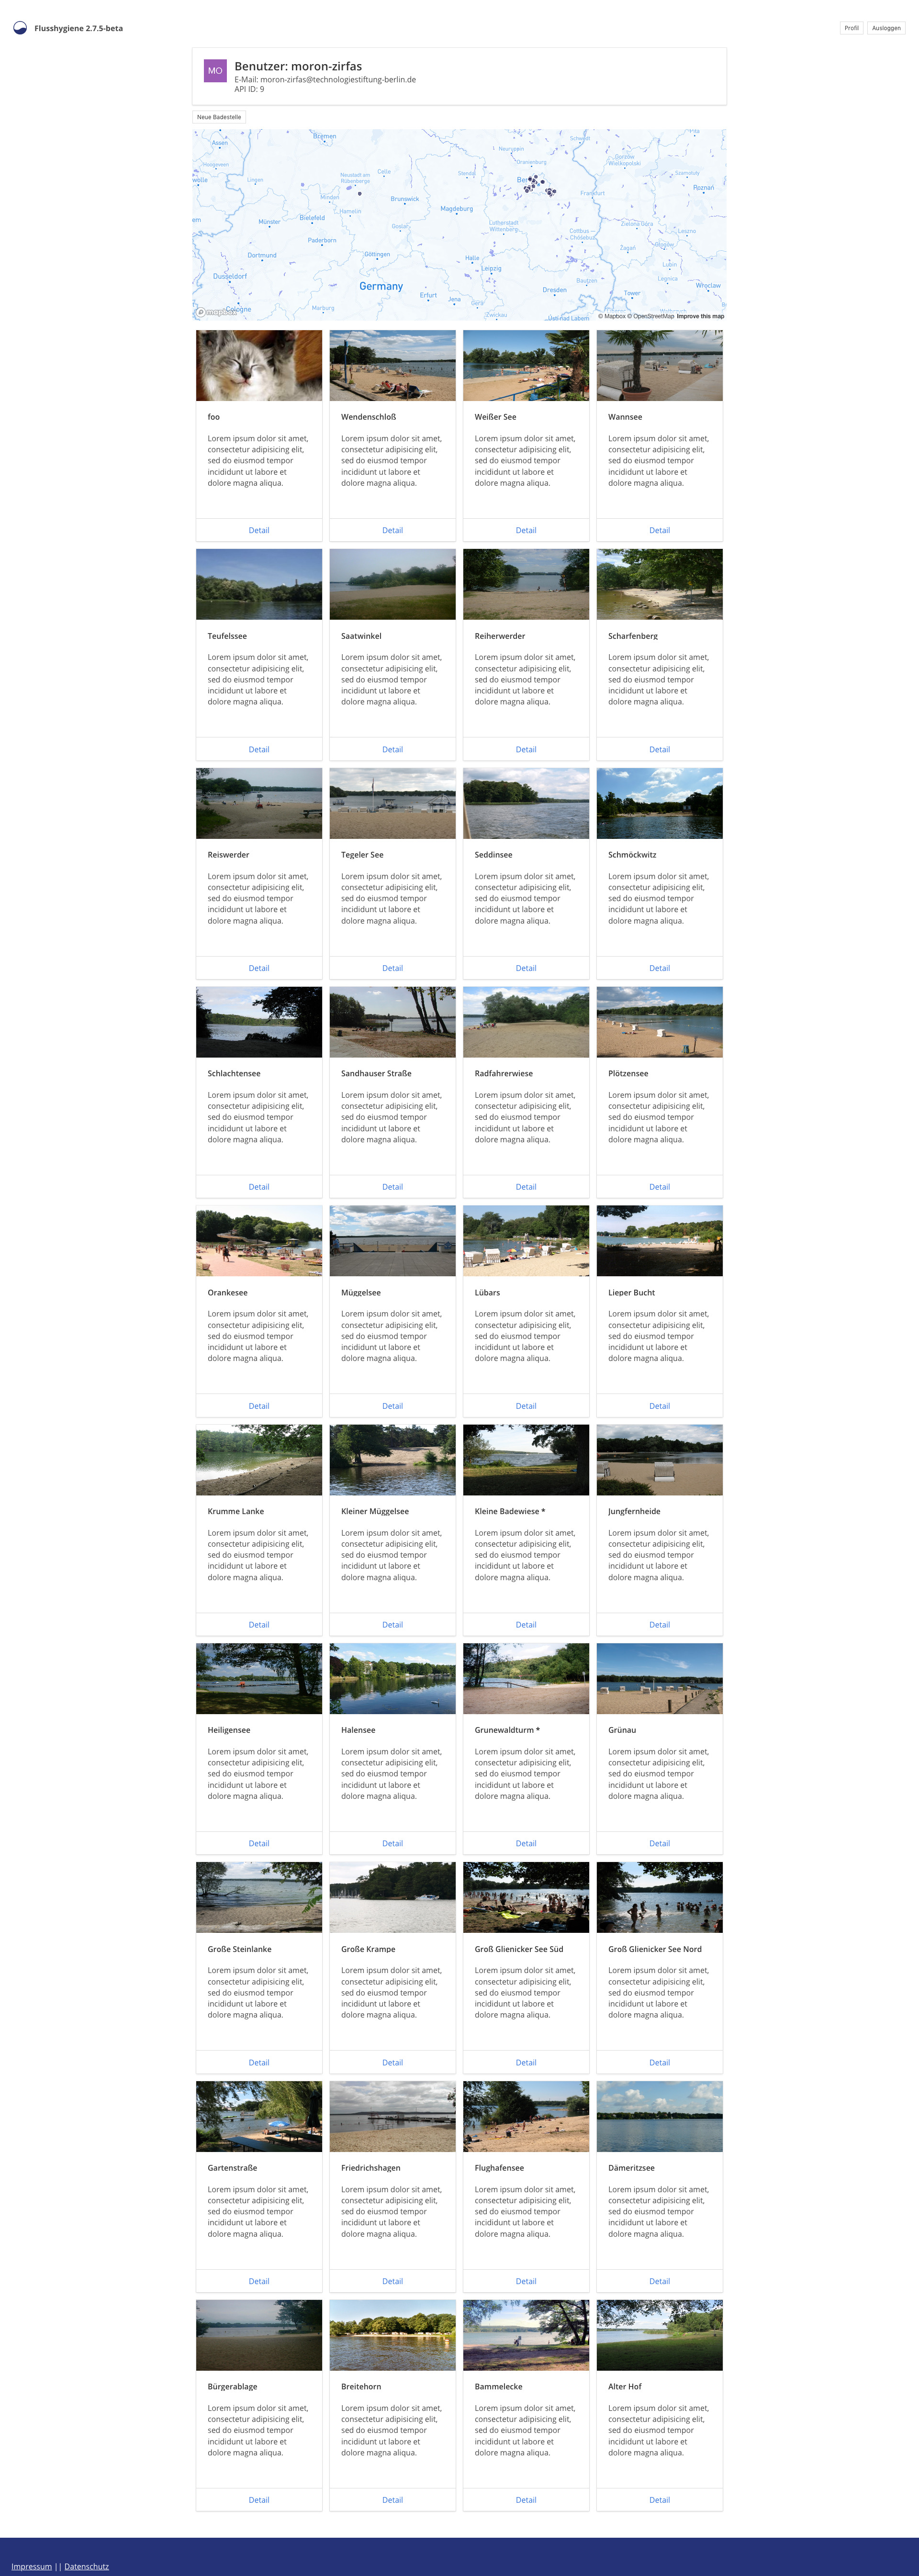 Flusshygiene 2.7.5-beta
Profil
Ausloggen
MO
Benutzer: moron-zirfas
E-Mail: moron-zirfas@technologiestiftung-berlin.de
API ID: 9
Neue Badestelle
Bremen
Assen
Hoogeveen
Lingen
Neustadt am
Rübenberge
Celle
Stendal
Neuruppin
Oranienburg
Schwedt
Gorzów
Wielkopolski
Szamotuły
Poznań
Minden
Brunswick
Magdeburg
Frankfurt
Münster
Bielefeld
Hamelin
Goslar
Lutherstadt
Wittenberg
Cottbus —
Chóśebuz
Zielona Góra
Leszno
Paderborn
Żagań
Głogów
Dortmund
Göttingen
Halle
Leipzig
Lubin
Dusseldorf
Bautzen
Legnica
Germany
Erfurt
Jena
Gera
Dresden
Tower
Wrocław
Cologne
Marburg
Zwickau
Ústí nad Labem
mapbox
© Mapbox © OpenStreetMap Improve this map
foo
Lorem ipsum dolor sit amet,
consectetur adipisicing elit,
sed do eiusmod tempor
incididunt ut labore et
dolore magna aliqua.
Detail
Wendenschloß
Lorem ipsum dolor sit amet,
consectetur adipisicing elit,
sed do eiusmod tempor
incididunt ut labore et
dolore magna aliqua.
Detail
Weißer See
Lorem ipsum dolor sit amet,
consectetur adipisicing elit,
sed do eiusmod tempor
incididunt ut labore et
dolore magna aliqua.
Detail
Wannsee
Lorem ipsum dolor sit amet,
consectetur adipisicing elit,
sed do eiusmod tempor
incididunt ut labore et
dolore magna aliqua.
Detail
Teufelssee
Lorem ipsum dolor sit amet,
consectetur adipisicing elit,
sed do eiusmod tempor
incididunt ut labore et
dolore magna aliqua.
Detail
Saatwinkel
Lorem ipsum dolor sit amet,
consectetur adipisicing elit,
sed do eiusmod tempor
incididunt ut labore et
dolore magna aliqua.
Detail
Reiherwerder
Lorem ipsum dolor sit amet,
consectetur adipisicing elit,
sed do eiusmod tempor
incididunt ut labore et
dolore magna aliqua.
Detail
Scharfenberg
Lorem ipsum dolor sit amet,
consectetur adipisicing elit,
sed do eiusmod tempor
incididunt ut labore et
dolore magna aliqua.
Detail
Reiswerder
Lorem ipsum dolor sit amet,
consectetur adipisicing elit,
sed do eiusmod tempor
incididunt ut labore et
dolore magna aliqua.
Detail
Tegeler See
Lorem ipsum dolor sit amet,
consectetur adipisicing elit,
sed do eiusmod tempor
incididunt ut labore et
dolore magna aliqua.
Detail
Seddinsee
Lorem ipsum dolor sit amet,
consectetur adipisicing elit,
sed do eiusmod tempor
incididunt ut labore et
dolore magna aliqua.
Detail
Schmöckwitz
Lorem ipsum dolor sit amet,
consectetur adipisicing elit,
sed do eiusmod tempor
incididunt ut labore et
dolore magna aliqua.
Detail
Schlachtensee
Lorem ipsum dolor sit amet,
consectetur adipisicing elit,
sed do eiusmod tempor
incididunt ut labore et
dolore magna aliqua.
Detail
Sandhauser Straße
Lorem ipsum dolor sit amet,
consectetur adipisicing elit,
sed do eiusmod tempor
incididunt ut labore et
dolore magna aliqua.
Detail
Radfahrerwiese
Lorem ipsum dolor sit amet,
consectetur adipisicing elit,
sed do eiusmod tempor
incididunt ut labore et
dolore magna aliqua.
Detail
Plötzensee
Lorem ipsum dolor sit amet,
consectetur adipisicing elit,
sed do eiusmod tempor
incididunt ut labore et
dolore magna aliqua.
Detail
Orankesee
Lorem ipsum dolor sit amet,
consectetur adipisicing elit,
sed do eiusmod tempor
incididunt ut labore et
dolore magna aliqua.
Detail
Müggelsee
Lorem ipsum dolor sit amet,
consectetur adipisicing elit,
sed do eiusmod tempor
incididunt ut labore et
dolore magna aliqua.
Detail
Lübars
Lorem ipsum dolor sit amet,
consectetur adipisicing elit,
sed do eiusmod tempor
incididunt ut labore et
dolore magna aliqua.
Detail
Lieper Bucht
Lorem ipsum dolor sit amet,
consectetur adipisicing elit,
sed do eiusmod tempor
incididunt ut labore et
dolore magna aliqua.
Detail
Krumme Lanke
Lorem ipsum dolor sit amet,
consectetur adipisicing elit,
sed do eiusmod tempor
incididunt ut labore et
dolore magna aliqua.
Detail
Kleiner Müggelsee
Lorem ipsum dolor sit amet,
consectetur adipisicing elit,
sed do eiusmod tempor
incididunt ut labore et
dolore magna aliqua.
Detail
Kleine Badewiese *
Lorem ipsum dolor sit amet,
consectetur adipisicing elit,
sed do eiusmod tempor
incididunt ut labore et
dolore magna aliqua.
Detail
Jungfernheide
Lorem ipsum dolor sit amet,
consectetur adipisicing elit,
sed do eiusmod tempor
incididunt ut labore et
dolore magna aliqua.
Detail
Heiligensee
Lorem ipsum dolor sit amet,
consectetur adipisicing elit,
sed do eiusmod tempor
incididunt ut labore et
dolore magna aliqua.
Detail
Halensee
Lorem ipsum dolor sit amet,
consectetur adipisicing elit,
sed do eiusmod tempor
incididunt ut labore et
dolore magna aliqua.
Detail
Grunewaldturm *
Lorem ipsum dolor sit amet,
consectetur adipisicing elit,
sed do eiusmod tempor
incididunt ut labore et
dolore magna aliqua.
Detail
Grünau
Lorem ipsum dolor sit amet,
consectetur adipisicing elit,
sed do eiusmod tempor
incididunt ut labore et
dolore magna aliqua.
Detail
Große Steinlanke
Lorem ipsum dolor sit amet,
consectetur adipisicing elit,
sed do eiusmod tempor
incididunt ut labore et
dolore magna aliqua.
Detail
Große Krampe
Lorem ipsum dolor sit amet,
consectetur adipisicing elit,
sed do eiusmod tempor
incididunt ut labore et
dolore magna aliqua.
Detail
Groß Glienicker See Süd
Lorem ipsum dolor sit amet,
consectetur adipisicing elit,
sed do eiusmod tempor
incididunt ut labore et
dolore magna aliqua.
Detail
Groß Glienicker See Nord
Lorem ipsum dolor sit amet,
consectetur adipisicing elit,
sed do eiusmod tempor
incididunt ut labore et
dolore magna aliqua.
Detail
Gartenstraße
Lorem ipsum dolor sit amet,
consectetur adipisicing elit,
sed do eiusmod tempor
incididunt ut labore et
dolore magna aliqua.
Detail
Friedrichshagen
Lorem ipsum dolor sit amet,
consectetur adipisicing elit,
sed do eiusmod tempor
incididunt ut labore et
dolore magna aliqua.
Detail
Flughafensee
Lorem ipsum dolor sit amet,
consectetur adipisicing elit,
sed do eiusmod tempor
incididunt ut labore et
dolore magna aliqua.
Detail
Dämeritzsee
Lorem ipsum dolor sit amet,
consectetur adipisicing elit,
sed do eiusmod tempor
incididunt ut labore et
dolore magna aliqua.
Detail
Bürgerablage
Lorem ipsum dolor sit amet,
consectetur adipisicing elit,
sed do eiusmod tempor
incididunt ut labore et
dolore magna aliqua.
Detail
Breitehorn
Lorem ipsum dolor sit amet,
consectetur adipisicing elit,
sed do eiusmod tempor
incididunt ut labore et
dolore magna aliqua.
Detail
Bammelecke
Lorem ipsum dolor sit amet,
consectetur adipisicing elit,
sed do eiusmod tempor
incididunt ut labore et
dolore magna aliqua.
Detail
Alter Hof
Lorem ipsum dolor sit amet,
consectetur adipisicing elit,
sed do eiusmod tempor
incididunt ut labore et
dolore magna aliqua.
Detail
Impressum || Datenschutz